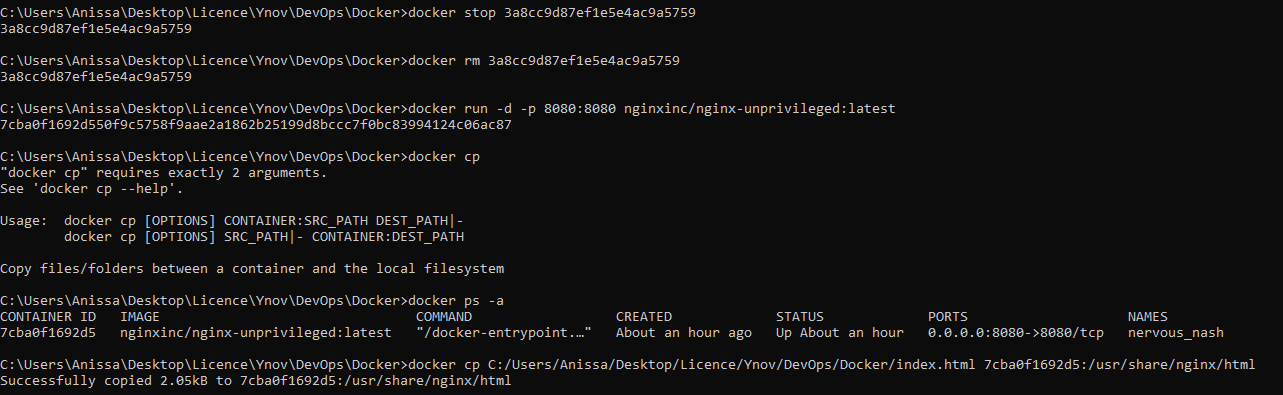 C:\Users\Anissa\Desktop\Licence\Ynov\DevOps\Docker>docker stop 3a8cc9d87ef1e5e4ac9a5759
3a8cc9d87ef1e5e4ac9a5759
C:\Users\Anissa\Desktop\Licence\Ynov\DevOps\Docker>docker rm 3a8cc9d87ef1e5e4ac9a5759
3a8cc9d87ef1e5e4ac9a5759
C:\Users\Anissa\Desktop\Licence\Ynov\DevOps\Docker>docker run -d -p 8080:8080 nginxinc/nginx-unprivileged:latest
7cba0f1692d550f9c5758f9aae2a1862b25199d8bccc7f0bc83994124c06ac87
C:\Users\Anissa\Desktop\Licence\Ynov\DevOps\Docker>docker cp
"docker cp" requires exactly 2 arguments.
See 'docker cp --help'.
Usage:  docker cp [OPTIONS] CONTAINER:SRC_PATH DEST_PATH|-
        docker cp [OPTIONS] SRC_PATH|- CONTAINER:DEST_PATH
Copy files/folders between a container and the local filesystem
C:\Users\Anissa\Desktop\Licence\Ynov\DevOps\Docker>docker ps -a
CONTAINER ID   IMAGE                                COMMAND                  CREATED             STATUS             PORTS                    NAMES
7cba0f1692d5   nginxinc/nginx-unprivileged:latest   "/docker-entrypoint.…"   About an hour ago   Up About an hour   0.0.0.0:8080->8080/tcp   nervous_nash
C:\Users\Anissa\Desktop\Licence\Ynov\DevOps\Docker>docker cp C:/Users/Anissa/Desktop/Licence/Ynov/DevOps/Docker/index.html 7cba0f1692d5:/usr/share/nginx/html
Successfully copied 2.05kB to 7cba0f1692d5:/usr/share/nginx/html